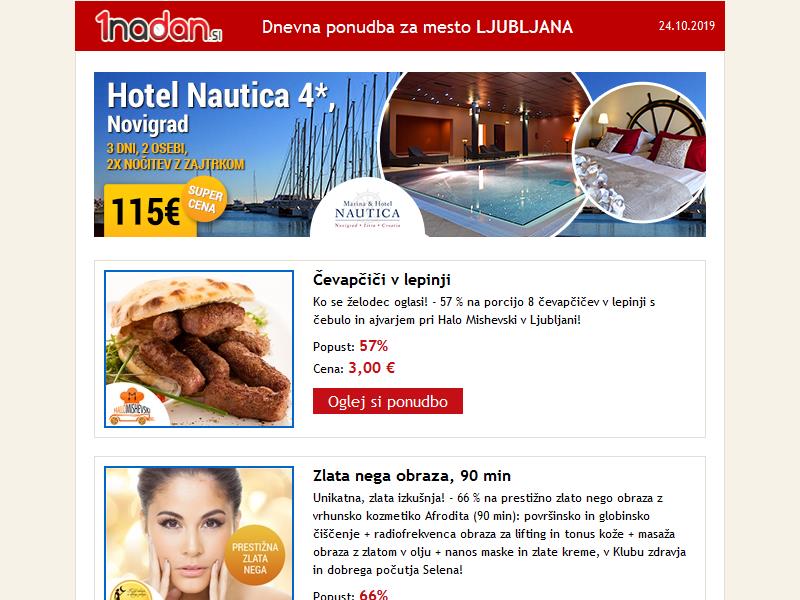 1nadan.SI
Dnevna ponudba za mesto LJUBLJANA
24.10.2019
Hotel Nautica 4*,
Novigrad
3 DNI, 2 OSEBI,
2X NOČITEV Z ZAJTRKOM
115€
SUPER
CENA
Marina & Hotel
NAUTICA
Novigrad • Istra • Croatia
Čevapčiči v lepinji
Ko se želodec oglasi! - 57 % na porcijo 8 čevapčičev v lepinji s
čebulo in ajvarjem pri Halo Mishevski v Ljubljani!
Popust: 57%
Cena: 3,00 €
Oglej si ponudbo
HALO MISHEVSKI
Zlata nega obraza, 90 min
Unikatna, zlata izkušnja! - 66 % na prestižno zlato nego obraza z
vrhunsko kozmetiko Afrodita (90 min): površinsko in globinsko
čiščenje + radiofrekvenca obraza za lifting in tonus kože + masaža
obraza z zlatom v olju + nanos maske in zlate kreme, v Klubu zdravja
in dobrega počutja Selena!
PRESTIŽNA
ZLATA
NEGA
Popust: 66%